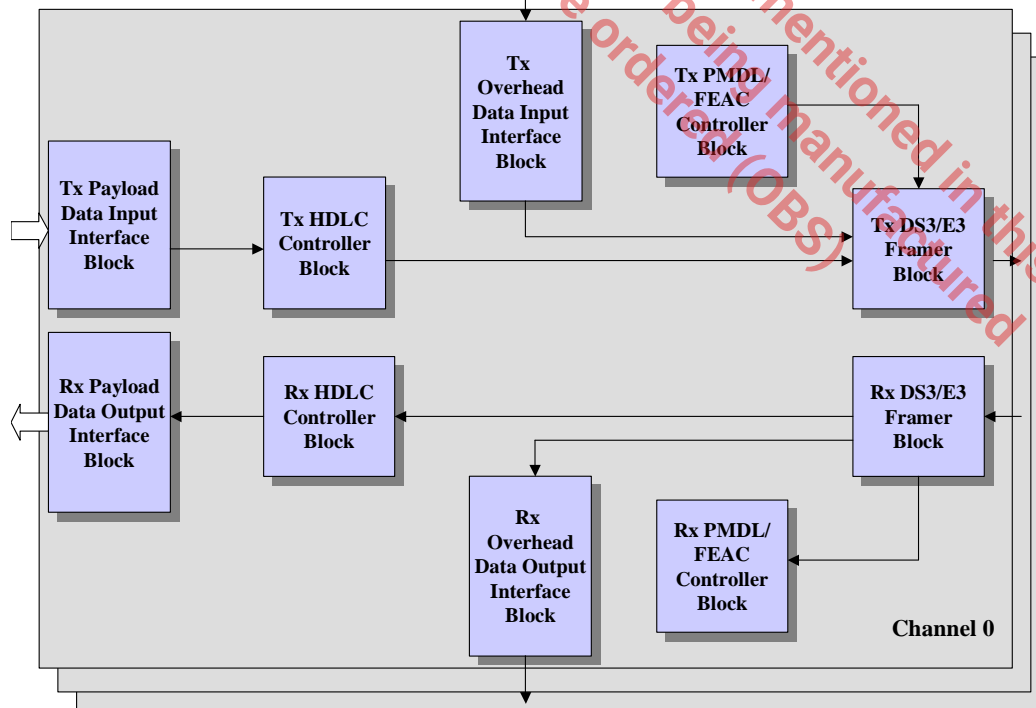 mentioned in this
being manufactured
e ordered (OBS)
Tx
Overhead
Data Input
Interface
Block
Tx PMDL/
FEAC
Controller
Block
Tx Payload
Data Input
Interface
Block
Tx HDLC
Controller
Block
Tx DS3/E3
Framer
Block
Rx Payload
Data Output
Interface
Block
Rx HDLC
Controller
Block
Rx DS3/E3
Framer
Block
Rx
Overhead
Data Output
Interface
Block
Rx PMDL/
FEAC
Controller
Block
Channel 0